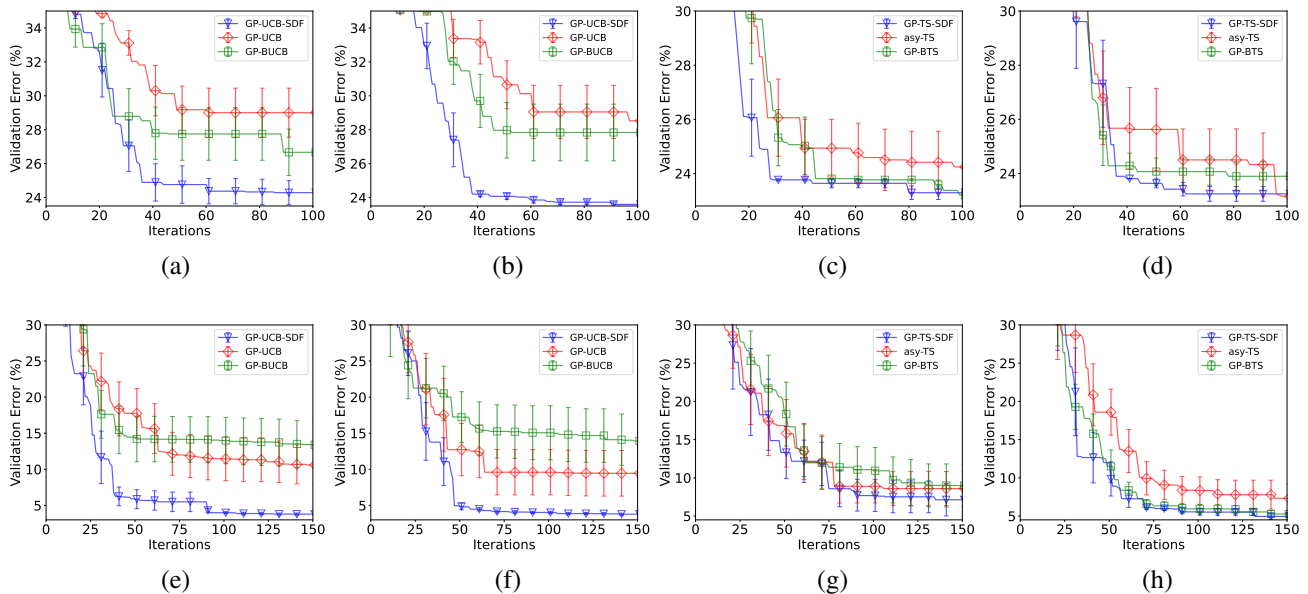 Validation Error (%)
34
32
30
28
26
24
0
20
40
60
80
100
Iterations
GP-UCB-SDF
GP-UCB
GP-BUCB
(a)
Validation Error (%)
34
32
30
28
26
24
0
20
40
60
80
100
Iterations
GP-UCB-SDF
GP-UCB
GP-BUCB
(b)
Validation Error (%)
30
28
26
24
0
20
40
60
80
100
Iterations
GP-TS-SDF
asy-TS
GP-BTS
(c)
Validation Error (%)
30
28
26
24
0
20
40
60
80
100
Iterations
GP-TS-SDF
asy-TS
GP-BTS
(d)
Validation Error (%)
30
25
20
15
10
5
0
25
50
75
100
125
150
Iterations
GP-UCB-SDF
GP-UCB
GP-BUCB
(e)
Validation Error (%)
30
25
20
15
10
5
0
25
50
75
100
125
150
Iterations
GP-UCB-SDF
GP-UCB
GP-BUCB
(f)
Validation Error (%)
30
25
20
15
10
5
0
25
50
75
100
125
150
Iterations
GP-TS-SDF
asy-TS
GP-BTS
(g)
Validation Error (%)
30
25
20
15
10
5
0
25
50
75
100
125
150
Iterations
GP-TS-SDF
asy-TS
GP-BTS
(h)